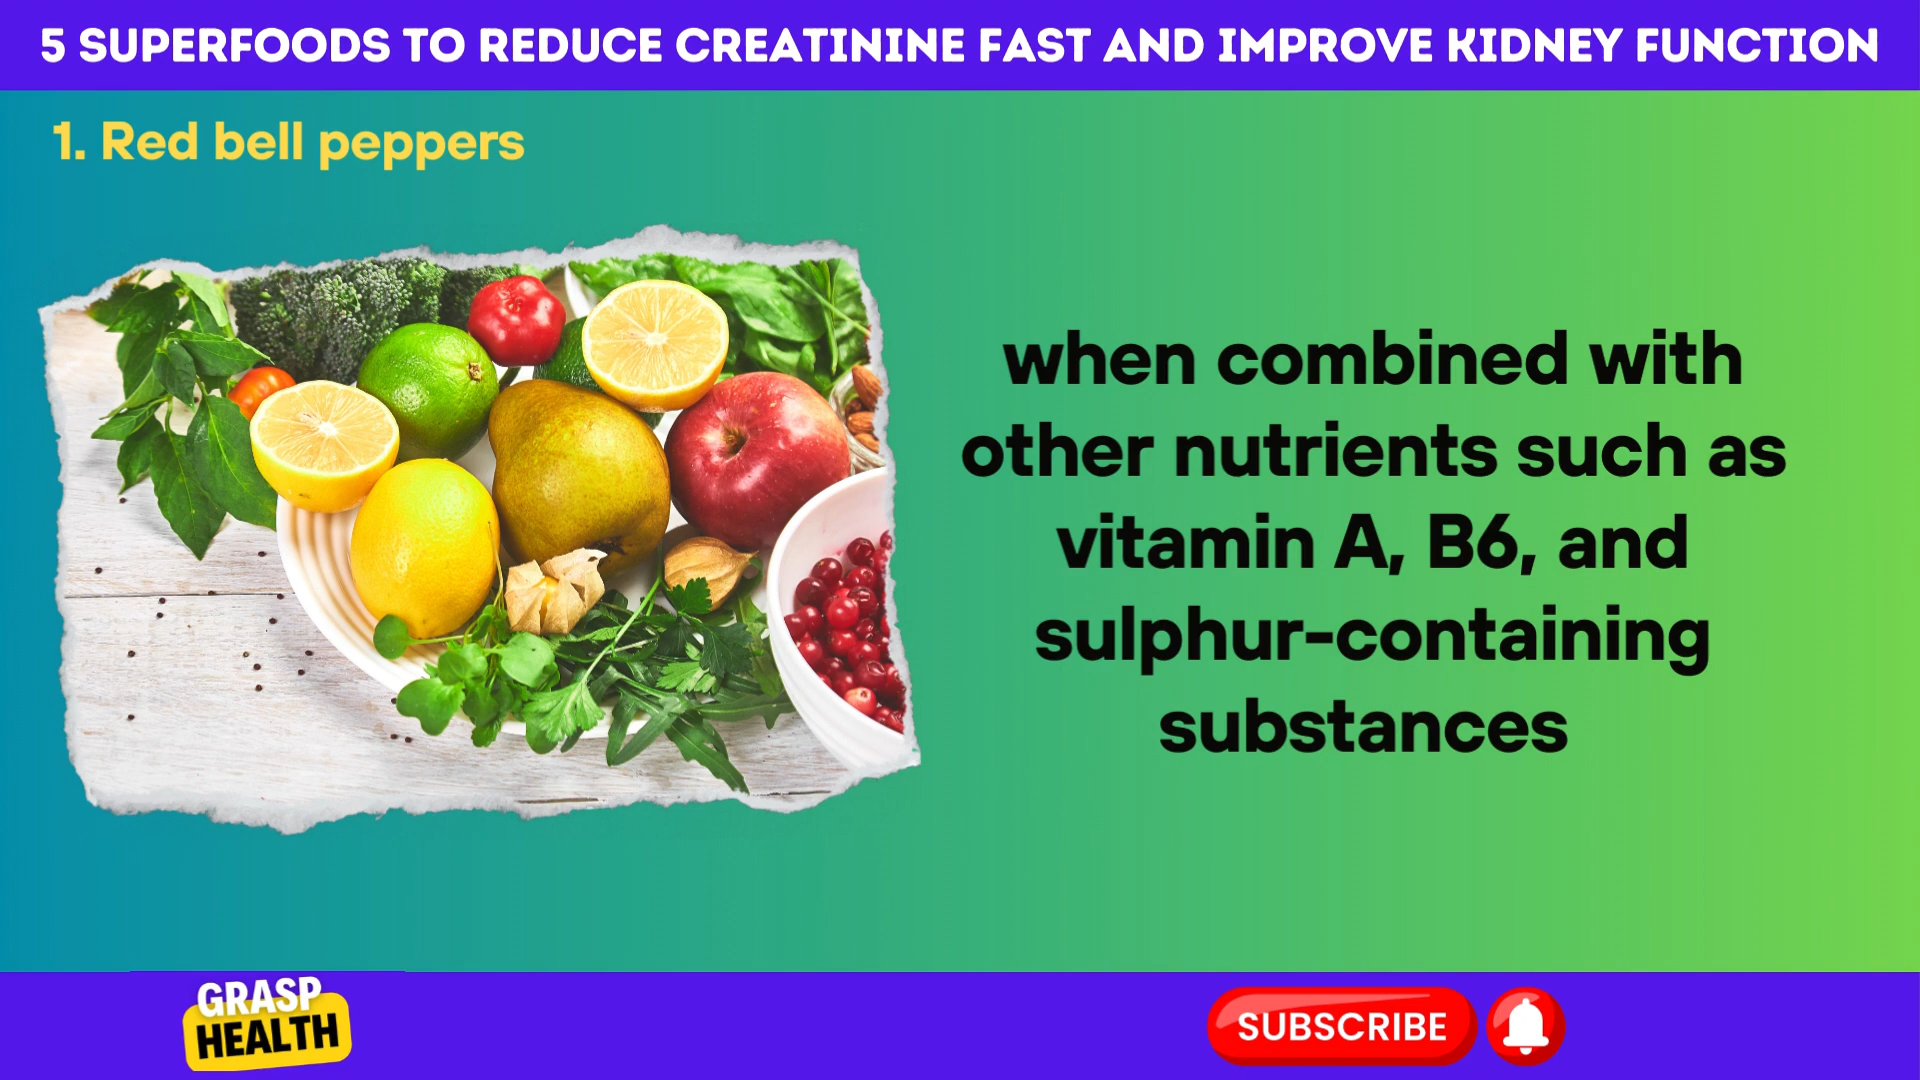 5 SUPERFOODS TO REDUCE CREATININE FAST AND IMPROVE KIDNEY FUNCTION
1. Red bell peppers
when combined with
other nutrients such as
vitamin A, B6, and
sulphur-containing
substances
GRASP
HEALTH
SUBSCRIBE